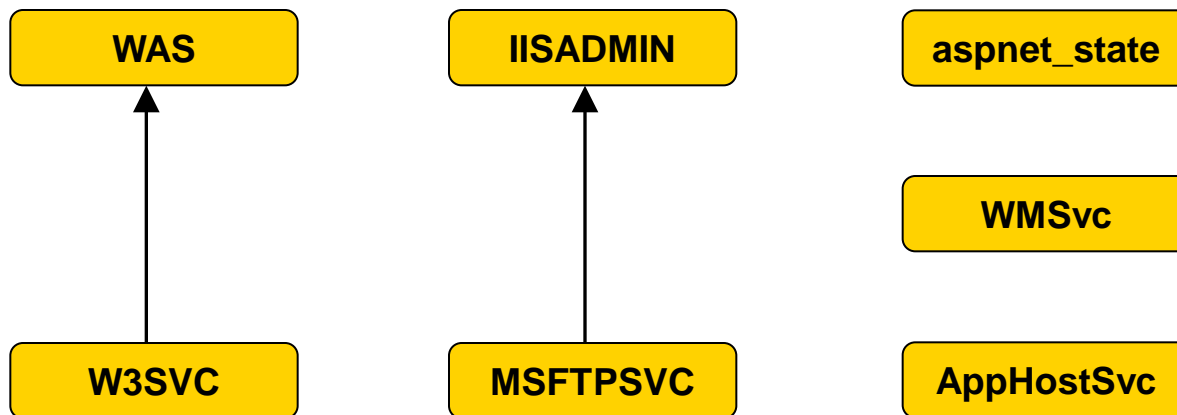 WAS
IISADMIN
aspnet_state
WMSvc
W3SVC
MSFTPSVC
AppHostSvc